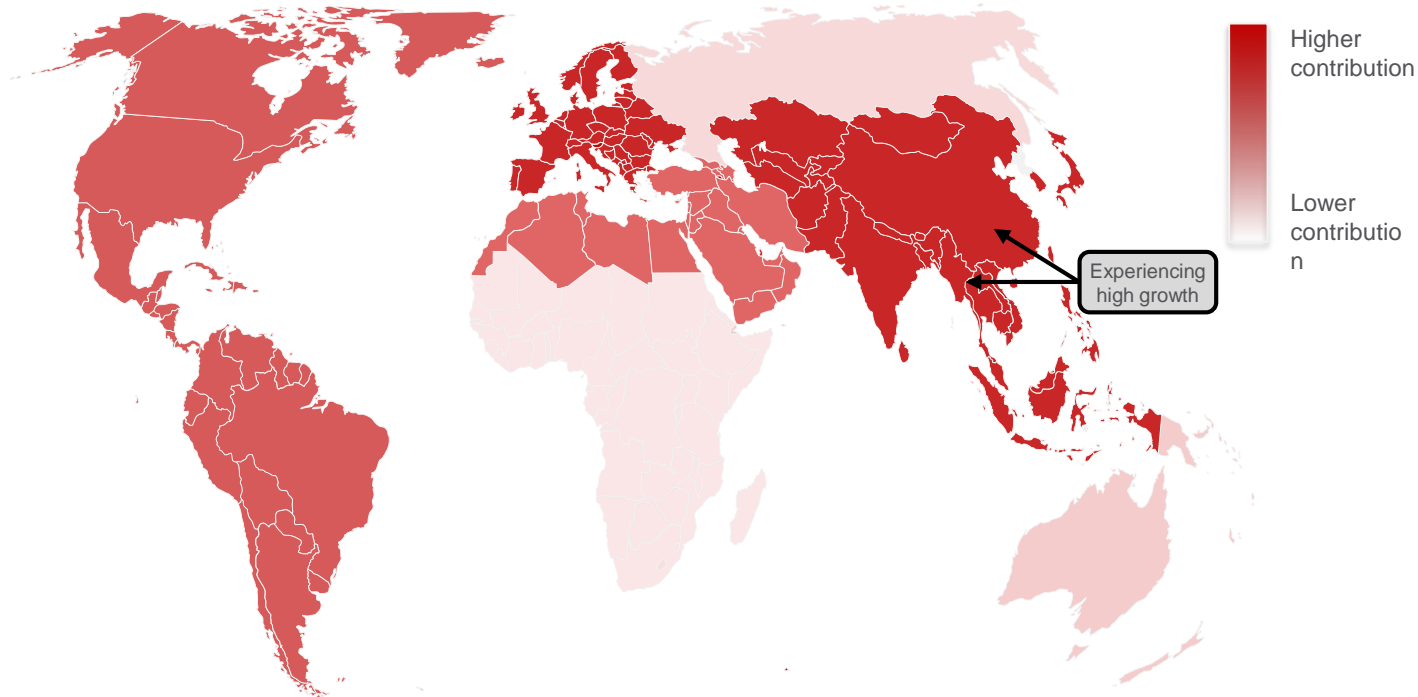 Higher
contribution
Lower
contributio
n
Experiencing
high growth